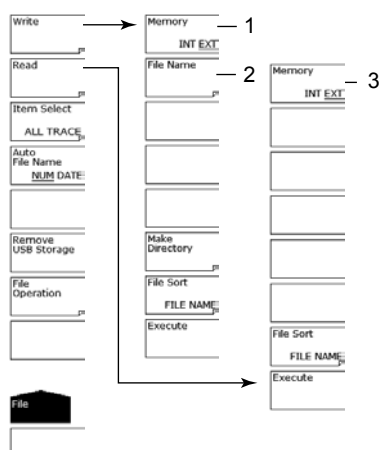 Write
Read
Item Select
ALL TRACE
Auto
File Name
NUM DATE
Remove
USB Storage
File
Operation
File
Memory
INT EXT
1
File Name
2
Make
Directory
File Sort
FILE NAME
Execute
Memory
INT EXT
3
File Sort
FILE NAME
Execute